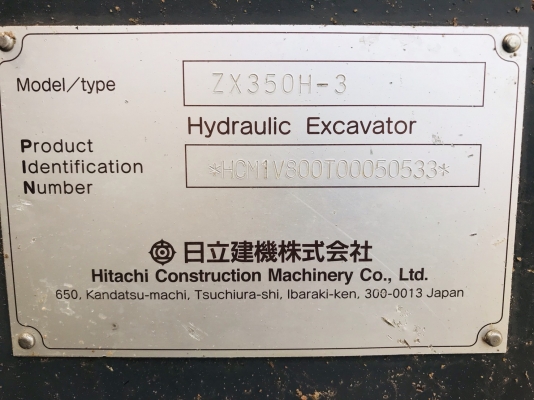 Model/type ZX350H-3
Hydraulic Excavator
Product
Identification
Number
*HCM1V800T00050533*
日立建機株式会社
Hitachi Construction Machinery Co., Ltd.
650, Kandatsu-machi, Tsuchiura-shi, Ibaraki-ken, 300-0013 Japan